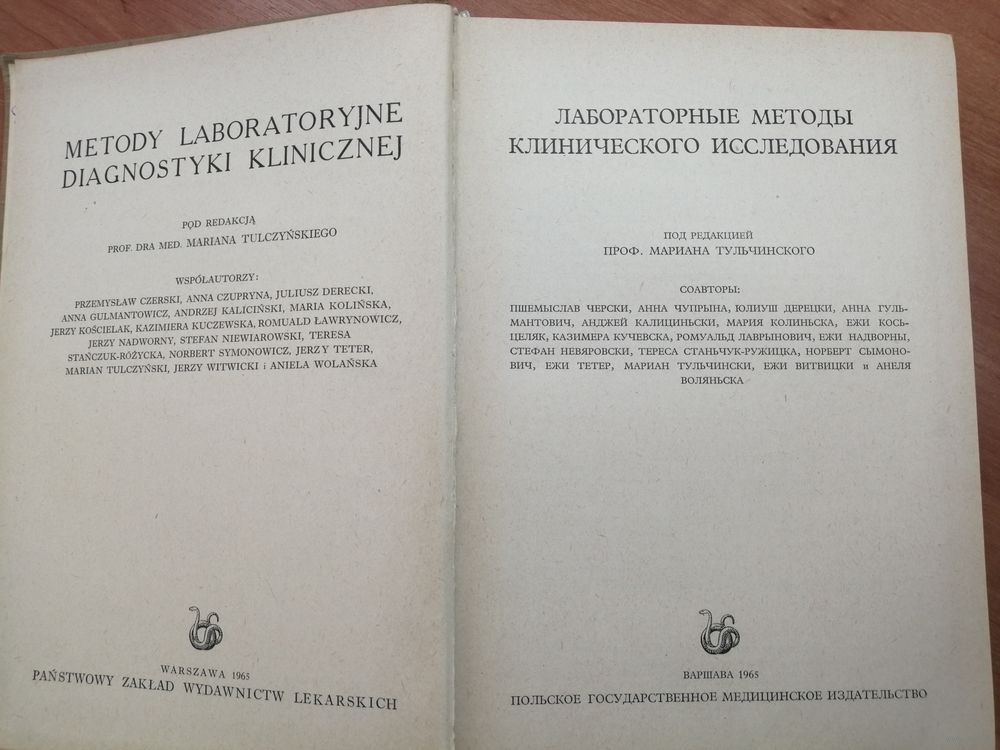 METODY LABORATORYJNE
DIAGNOSTYKI KLINICZNEJ
POD REDAKCJĄ
PROF. DRA MED. MARIANA TULCZYŃSKIEGO
WSPÓŁAUTORZY:
PRZEMYSŁAW CZERSKI, ANNA CZUPRYNA, JULIUSZ DERECKI,
ANNA GULMANTOWICZ, ANDRZEJ KALICIŃSKI, MARIA KOLIŃSKA,
JERZY KOŚCIELAK, KAZIMIERA KUCZEWSKA, ROMUALD ŁAWRYNOWICZ,
JERZY NADWORNY, STEFAN NIEWIAROWSKI, TERESA
STAŃCZUK-RÓŻYCKA, NORBERT SYMONOWICZ, JERZY TETER,
MARIAN TULCZYŃSKI, JERZY WITWICKI i ANIELA WOLAŃSKA
WARSZAWA 1965
PAŃSTWOWY ZAKŁAD WYDAWNICTW LEKARSKICH
ЛАБОРАТОРНЫЕ МЕТОДЫ
КЛИНИЧЕСКОГО ИССЛЕДОВАНИЯ
ПОД РЕДАКЦИЕЙ
ПРОФ. МАРИАНА ТУЛЬЧИНСКОГО
СОАВТОРЫ:
ПШЕМЫСЛАВ ЧЕРСКИ, АННА ЧУПРЫНА, ЮЛИУШ ДЕРЕЦКИ, АННА ГУЛЬ-
МАНТОВИЧ, АНДЖЕЙ КАЛИЦИНЬСКИ, МАРИЯ КОЛИНЬСКА, ЕЖИ КОСЬ-
ЦЕЛЯК, КАЗИМЕРА КУЧЕВСКА, РОМУАЛЬД ЛАВРЫНОВИЧ, ЕЖИ НАДВОРНЫ,
СТЕФАН НЕВЯРОВСКИ, ТЕРЕСА СТАНЬЧУК-РУЖИЦКА, НОРБЕРТ СЫМОНО-
ВИЧ, ЕЖИ ТЕТЕР, МАРИАН ТУЛЬЧИНСКИ, ЕЖИ ВИТВИЦКИ и АНЕЛЯ
ВОЛЯНЬСКА
ВАРШАВА 1965
ПОЛЬСКОЕ ГОСУДАРСТВЕННОЕ МЕДИЦИНСКОЕ ИЗДАТЕЛЬСТВО